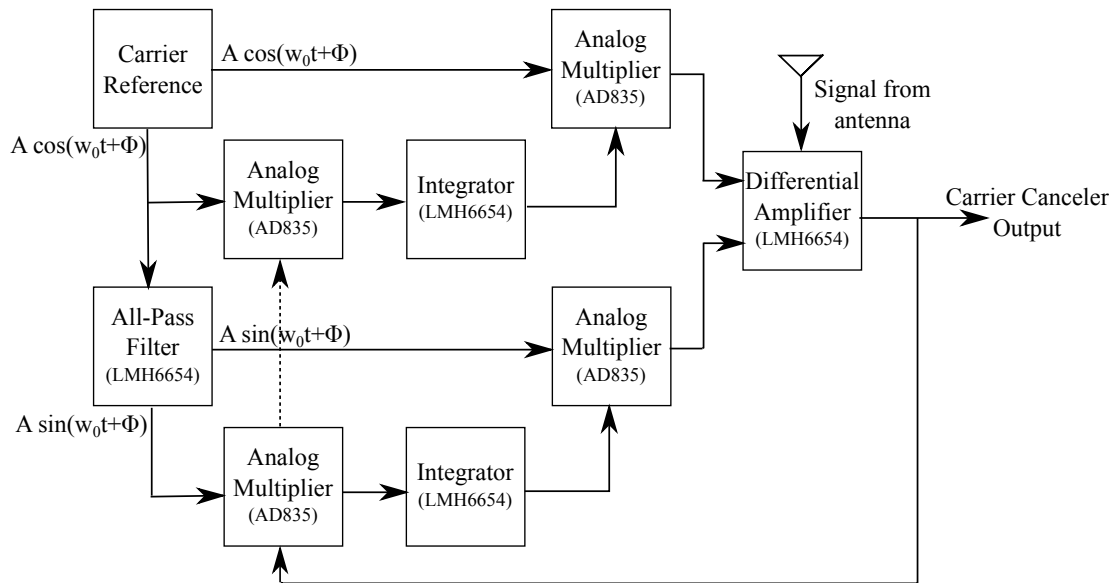 Carrier
Reference
A cos(w₀t+Φ)
Analog
Multiplier
(AD835)
Signal from
antenna
A cos(w₀t+Φ)
Analog
Multiplier
(AD835)
Integrator
(LMH6654)
Differential
Amplifier
(LMH6654)
Carrier Canceler
Output
All-Pass
Filter
(LMH6654)
A sin(w₀t+Φ)
Analog
Multiplier
(AD835)
A sin(w₀t+Φ)
Analog
Multiplier
(AD835)
Integrator
(LMH6654)